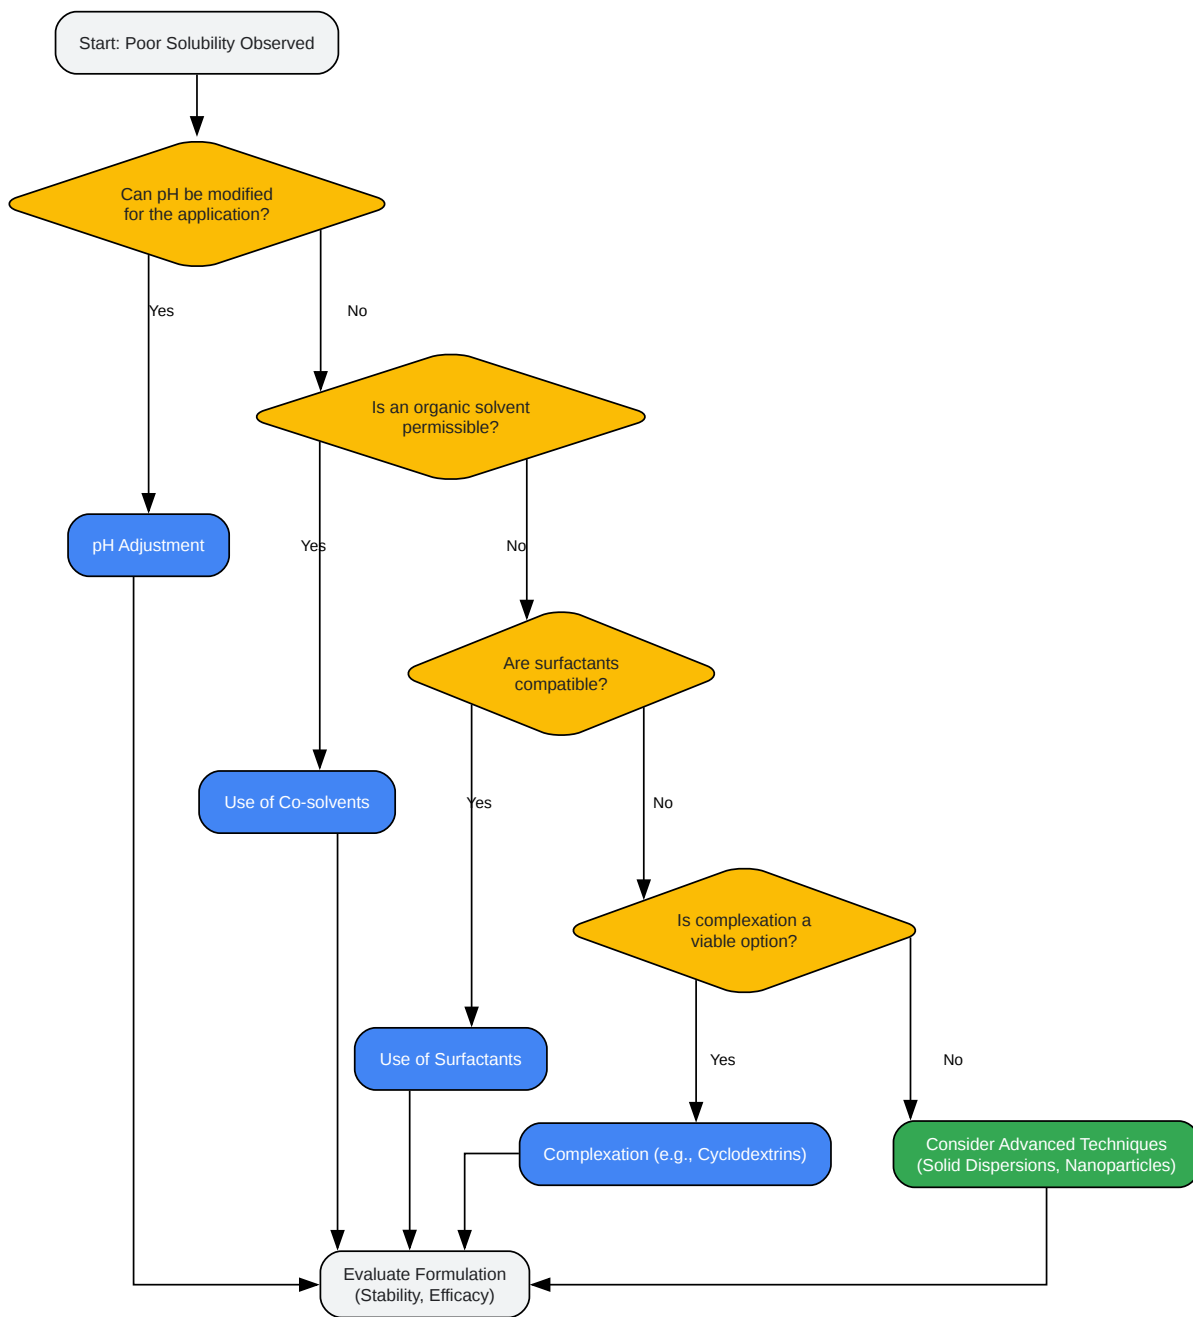 Start: Poor Solubility Observed
Can pH be modified
for the application?
Yes
No
Is an organic solvent
permissible?
pH Adjustment
Yes
No
Are surfactants
compatible?
Use of Co-solvents
Yes
No
Is complexation a
viable option?
Use of Surfactants
Yes
No
Complexation (e.g., Cyclodextrins)
Consider Advanced Techniques
(Solid Dispersions, Nanoparticles)
Evaluate Formulation
(Stability, Efficacy)